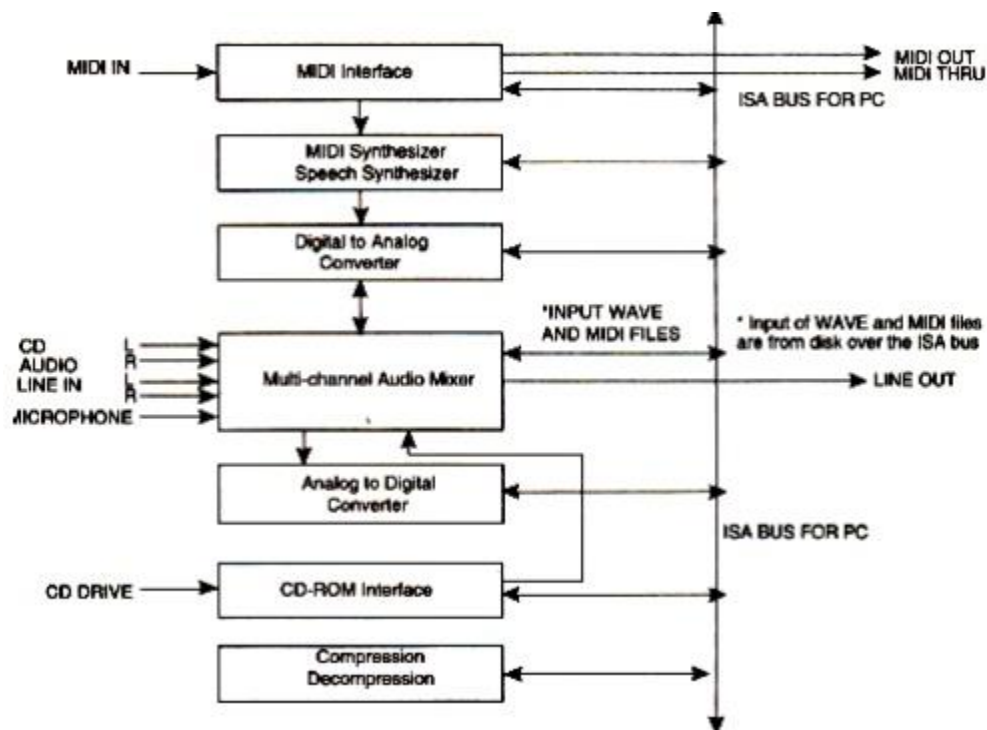 MIDI IN
MIDI Interface
MIDI OUT
MIDI THRU
ISA BUS FOR PC
MIDI Synthesizer
Speech Synthesizer
Digital to Analog
Converter
*INPUT WAVE
AND MIDI FILES
* Input of WAVE and MIDI files
are from disk over the ISA bus
CD
AUDIO
LINE IN
L
R
L
R
MICROPHONE
Multi-channel Audio Mixer
LINE OUT
Analog to Digital
Converter
ISA BUS FOR PC
CD DRIVE
CD-ROM Interface
Compression
Decompression